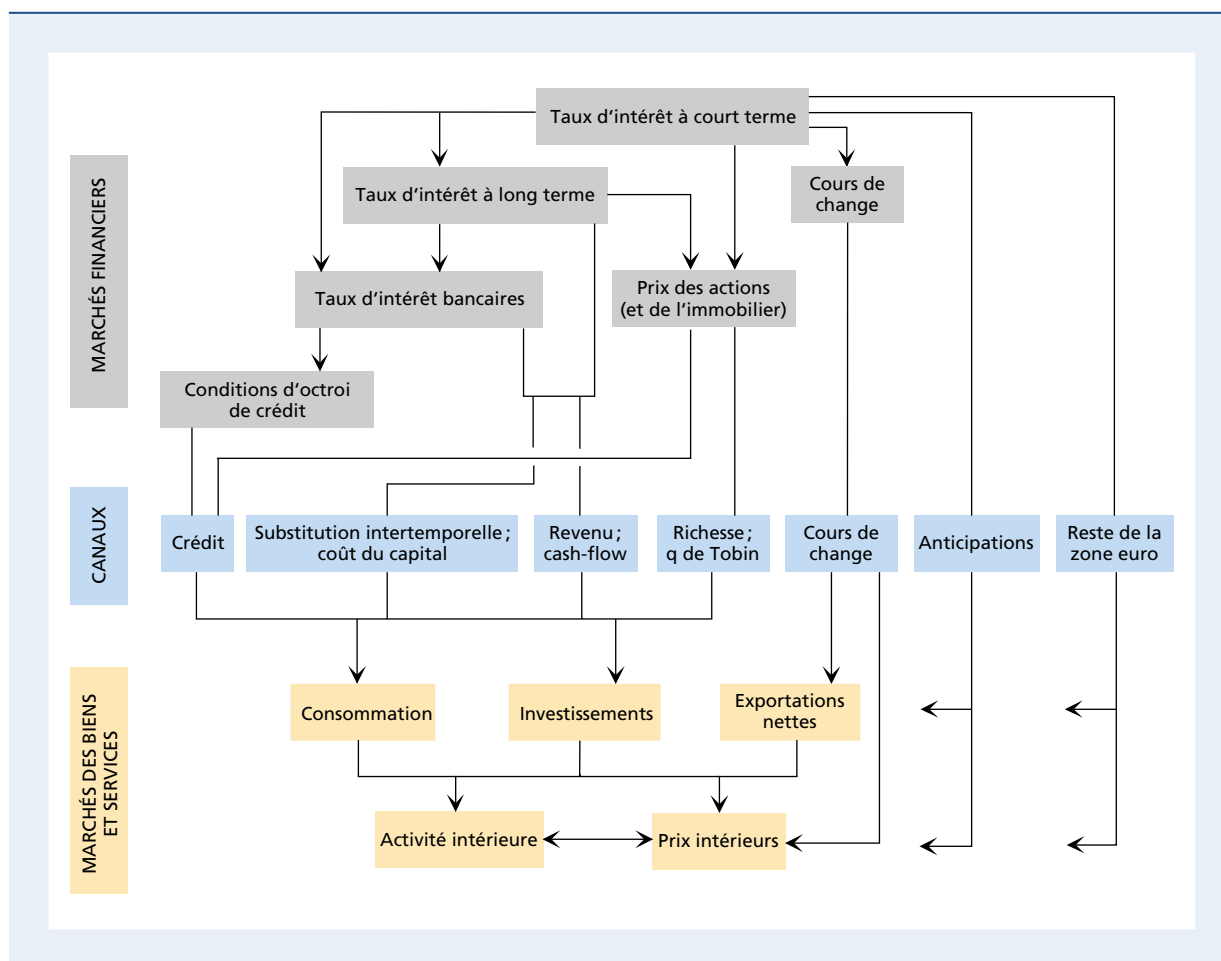 Taux d'intérêt à court terme
MARCHÉS FINANCIERS
Taux d'intérêt à long terme
Cours de
change
Taux d'intérêt bancaires
Prix des actions
(et de l'immobilier)
Conditions d'octroi
de crédit
CANAUX
Crédit
Substitution intertemporelle ;
coût du capital
Revenu ;
cash-flow
Richesse ;
q de Tobin
Cours de
change
Anticipations
Reste de la
zone euro
MARCHÉS DES BIENS
ET SERVICES
Consommation
Investissements
Exportations
nettes
Activité intérieure
Prix intérieurs